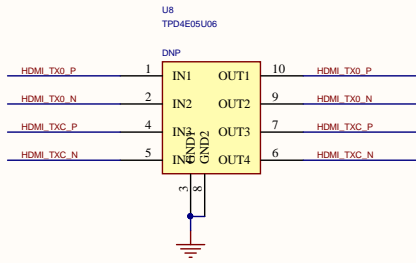 U8
TPD4E05U06
DNP
HDMI_TX0_P 1 IN1 OUT1 10 HDMI_TX0_P
HDMI_TX0_N 2 IN2 OUT2 9 HDMI_TX0_N
HDMI_TXC_P 4 IN3 OUT3 7 HDMI_TXC_P
HDMI_TXC_N 5 IN4 OUT4 6 HDMI_TXC_N
GND1 GND2
3 8